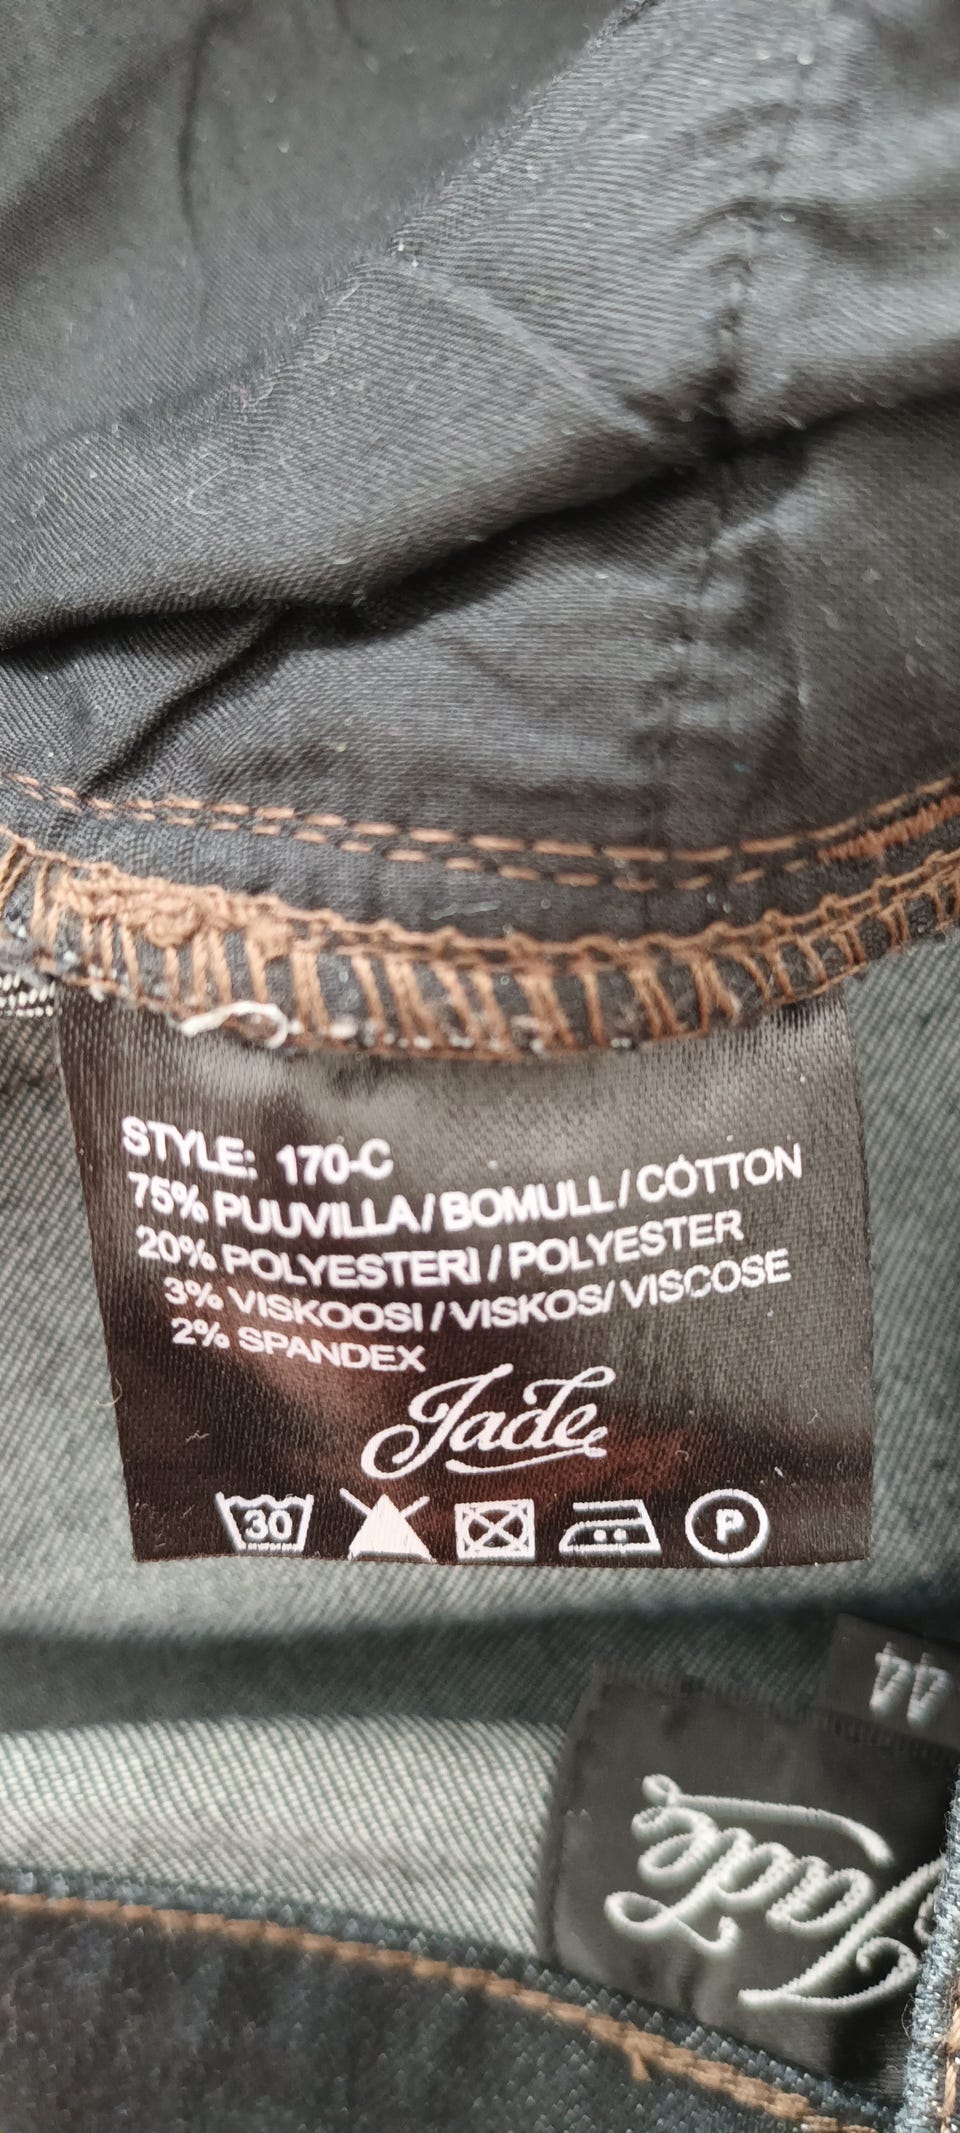 STYLE: 170-C
75% PUUVILLA / BOMULL / COTTON
20% POLYESTERI / POLYESTER
3% VISKOOSI / VISKOS/ VISCOSE
2% SPANDEX
Jade
30
P
44
Jade